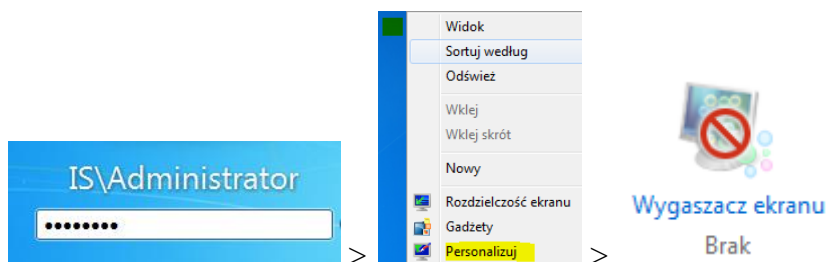 IS\Administrator
••••••••
>
Widok
Sortuj według
Odśwież
Wklej
Wklej skrót
Nowy
Rozdzielczość ekranu
Gadżety
Personalizuj
>
Wygaszacz ekranu
Brak